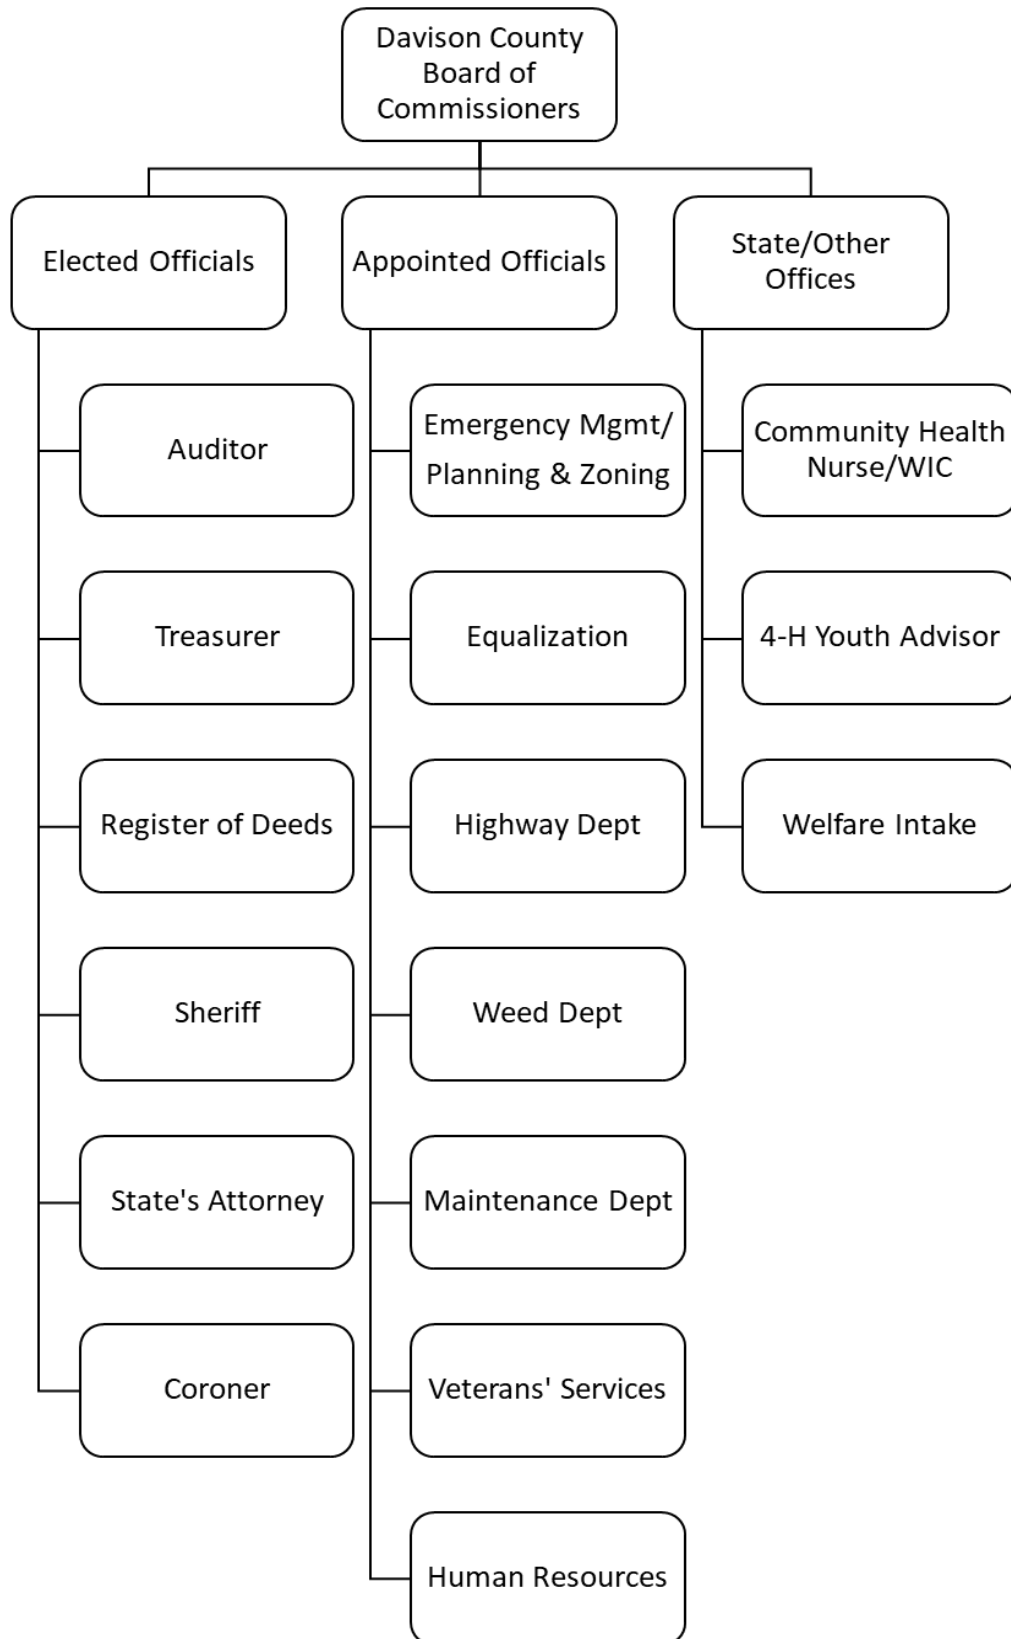 Davison County
Board of
Commissioners
Elected Officials
Appointed Officials
State/Other
Offices
Auditor
Treasurer
Register of Deeds
Sheriff
State's Attorney
Coroner
Emergency Mgmt/
Planning & Zoning
Equalization
Highway Dept
Weed Dept
Maintenance Dept
Veterans' Services
Human Resources
Community Health
Nurse/WIC
4-H Youth Advisor
Welfare Intake